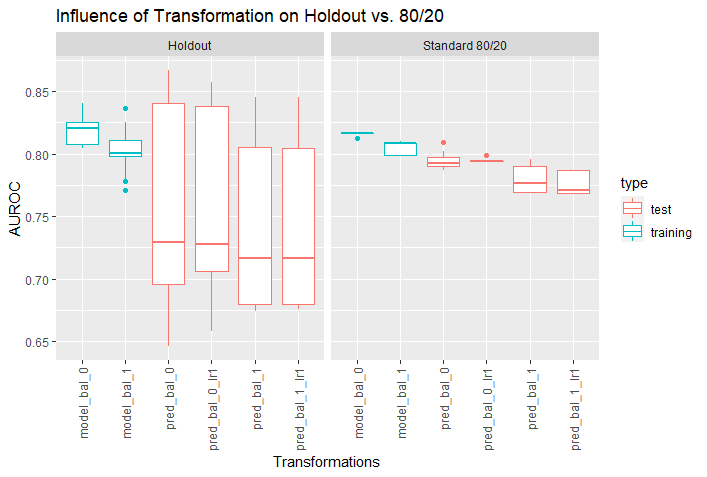 Influence of Transformation on Holdout vs. 80/20
Holdout
Standard 80/20
AUROC
0.85
0.80
0.75
0.70
0.65
model_bal_0
model_bal_1
pred_bal_0
pred_bal_0_lr1
pred_bal_1
pred_bal_1_lr1
model_bal_0
model_bal_1
pred_bal_0
pred_bal_0_lr1
pred_bal_1
pred_bal_1_lr1
Transformations
type
test
training